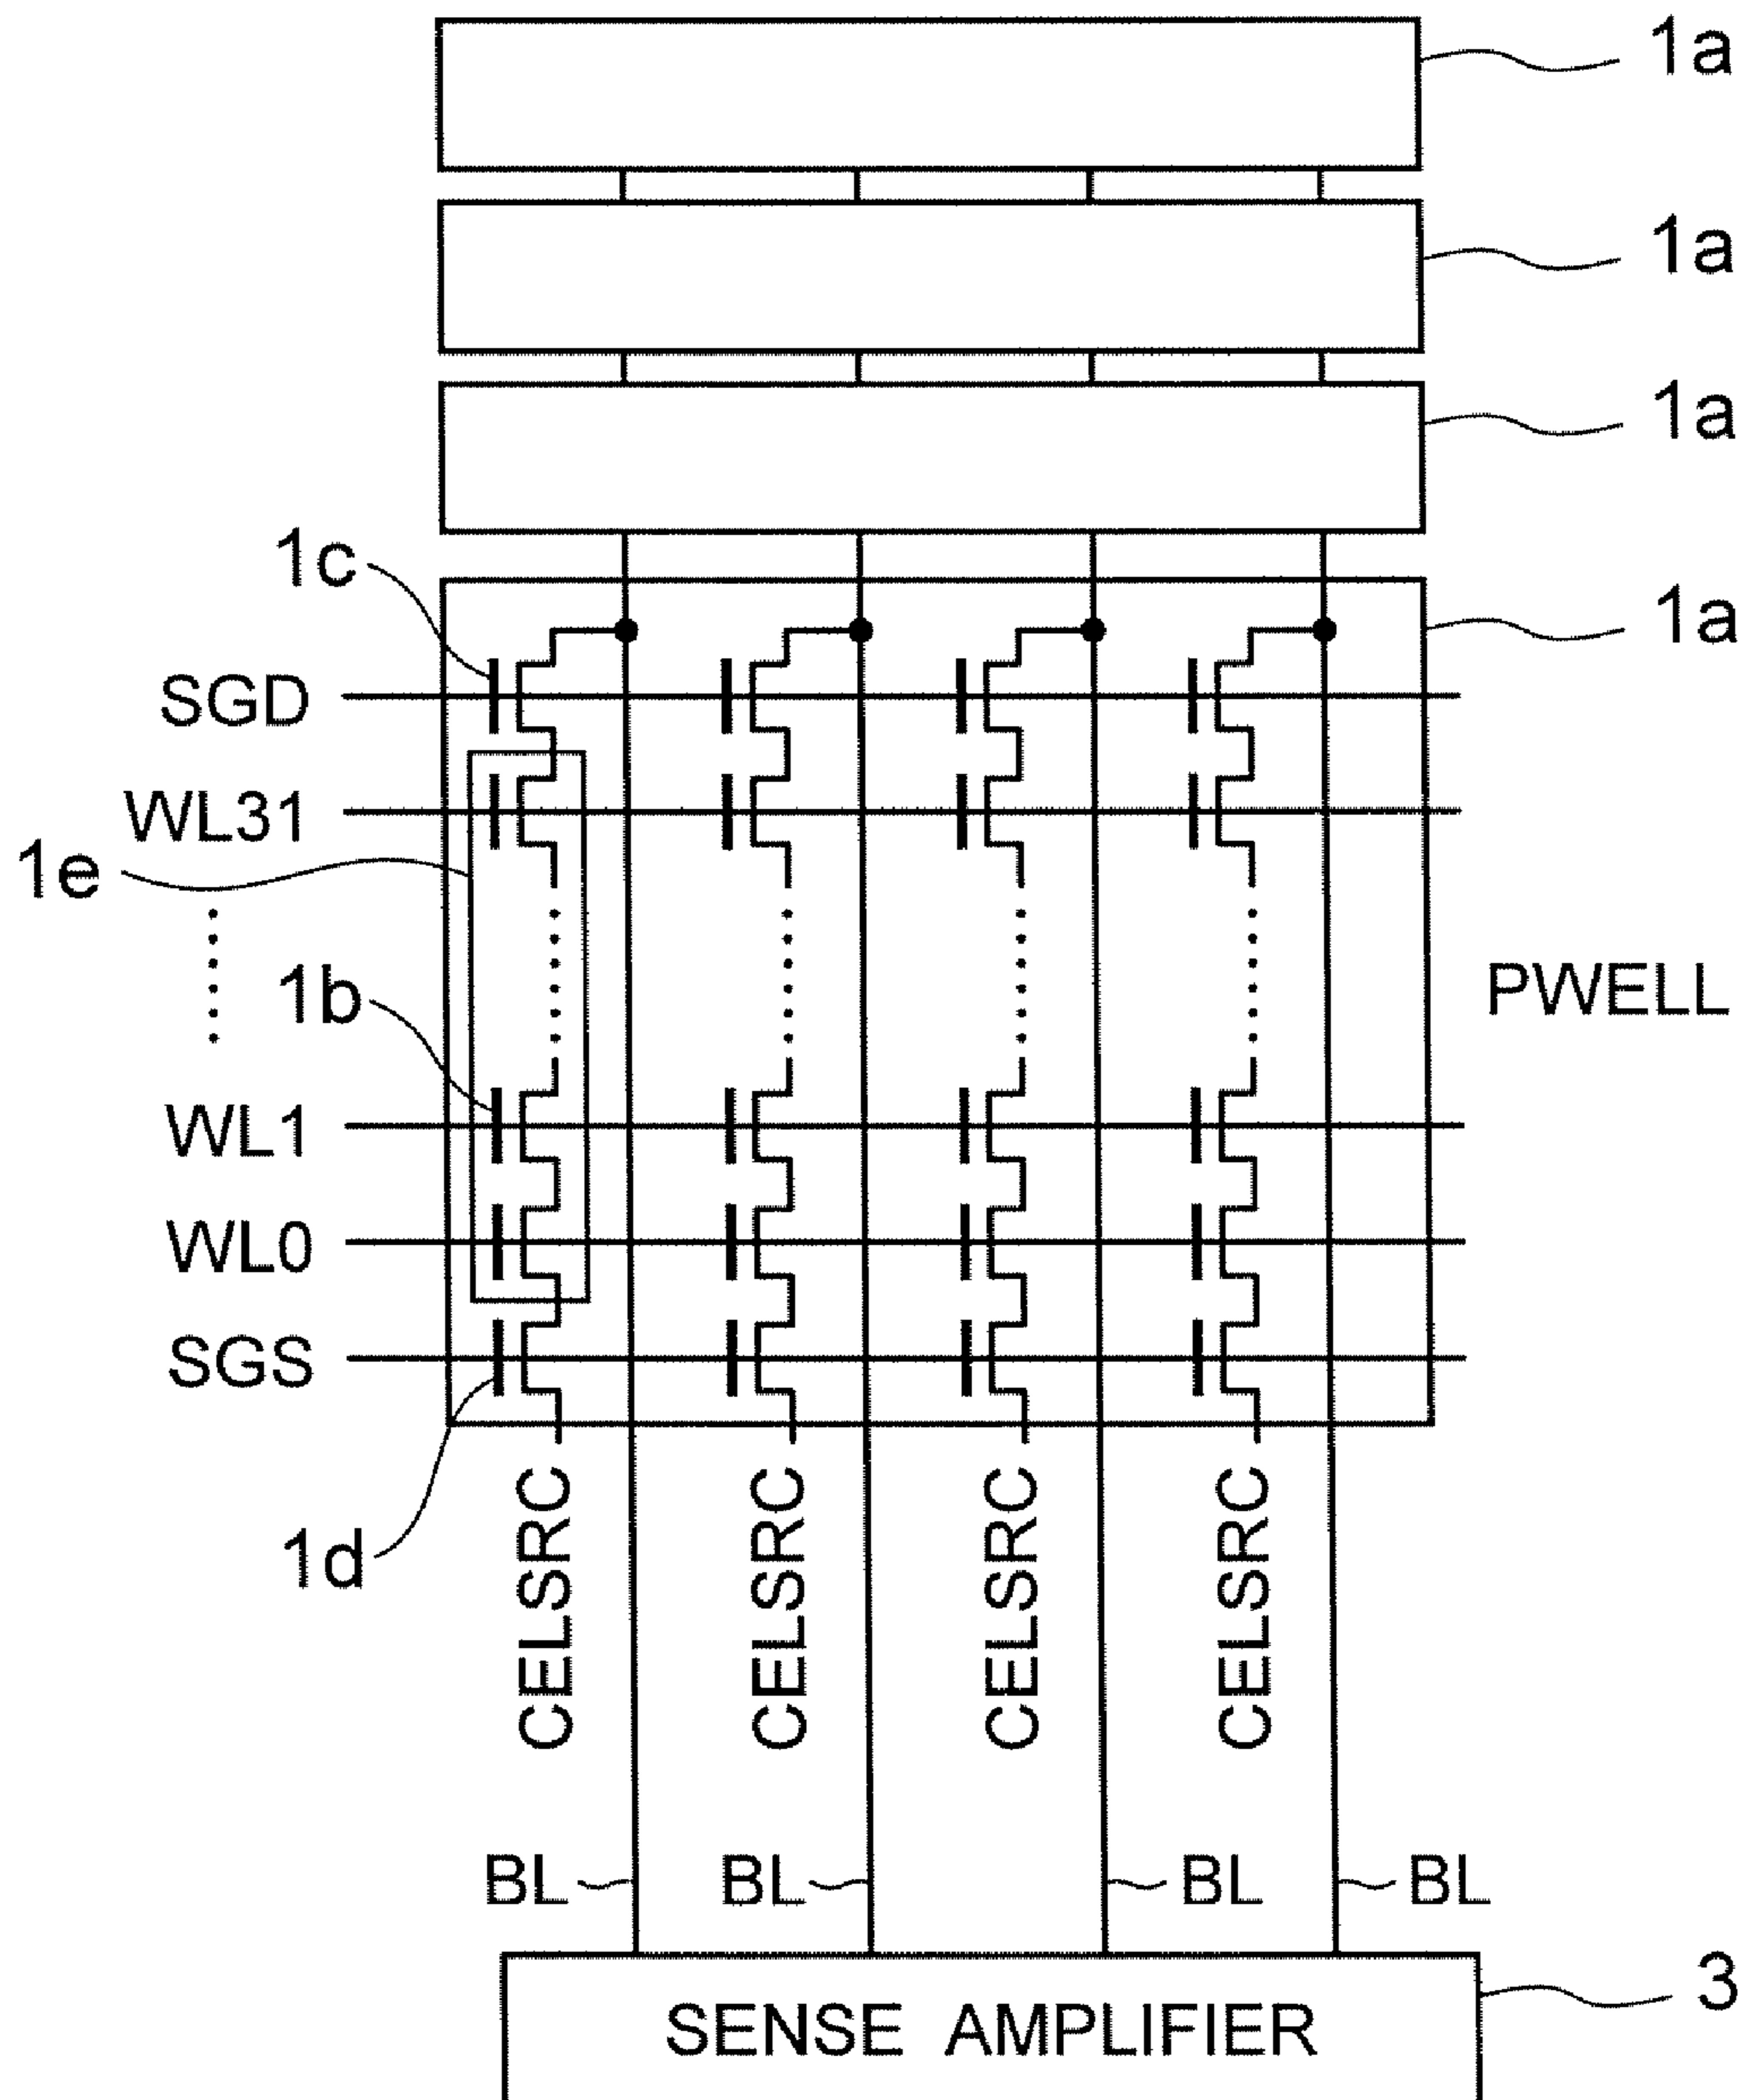 1a
1a
1a
1c
1a
SGD
WL31
1e
1b
PWELL
WL1
WL0
SGS
1d
CELSRC CELSRC CELSRC CELSRC
BL BL BL BL
3
SENSE AMPLIFIER